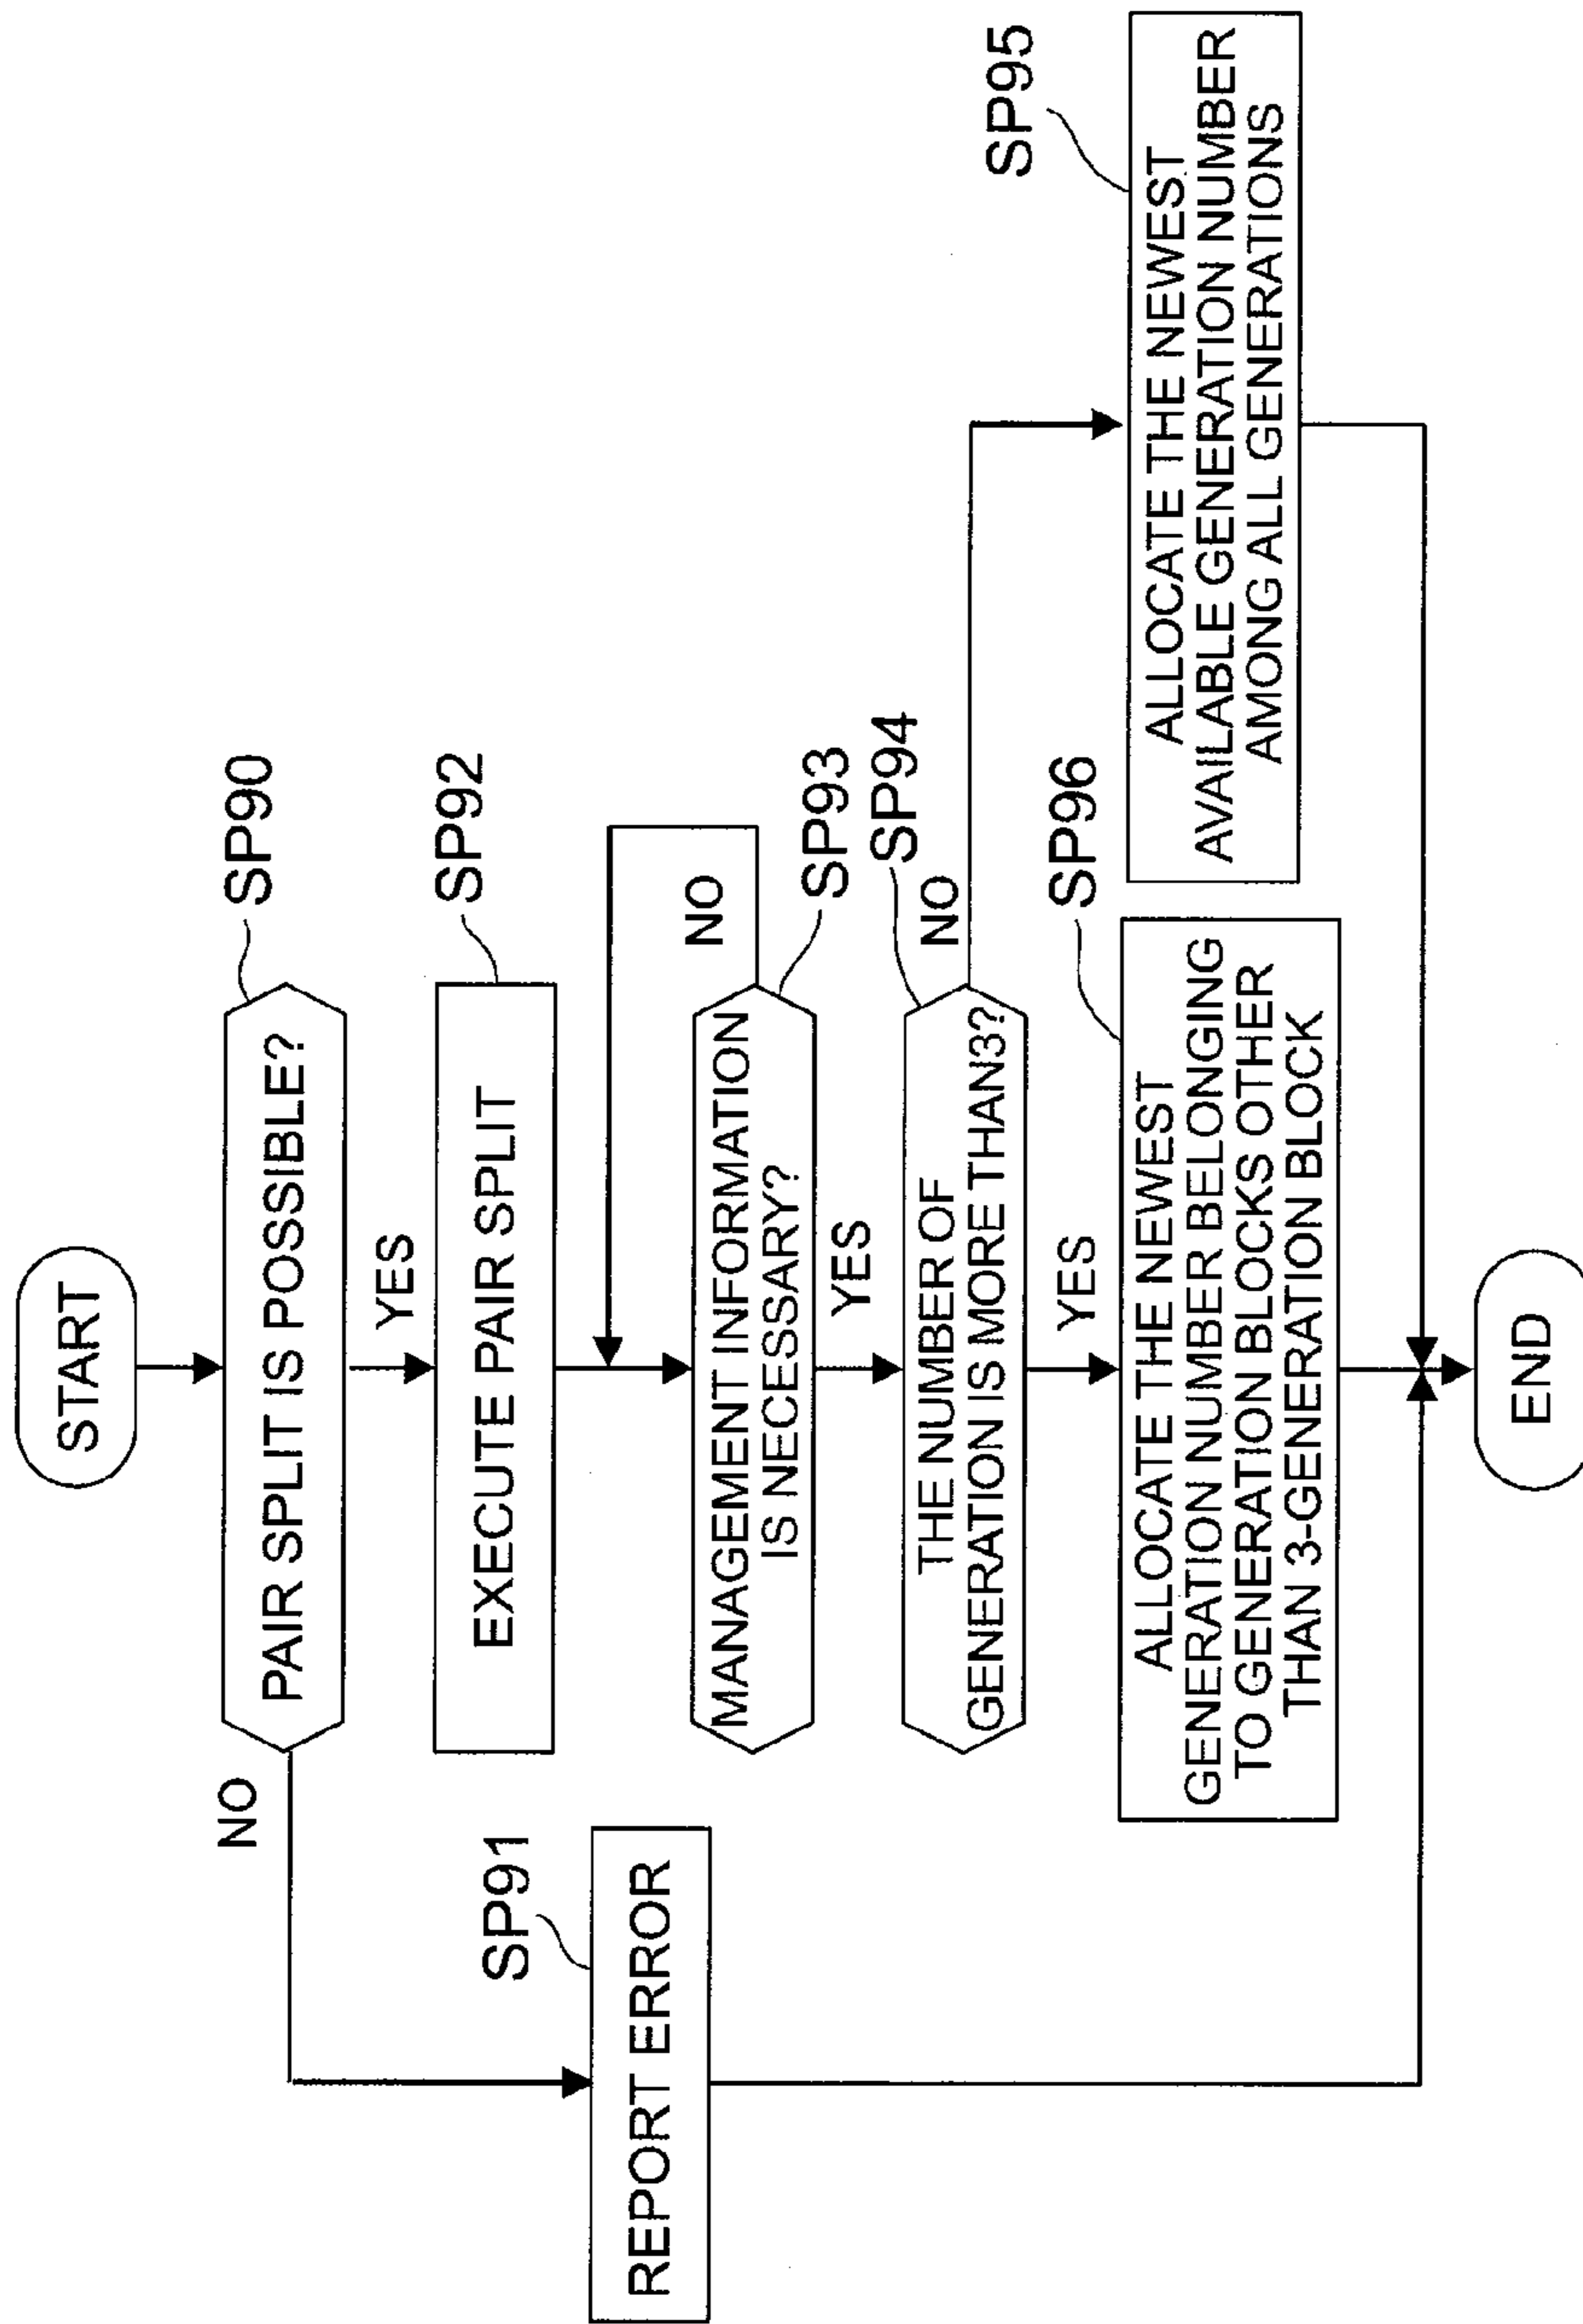 START
PAIR SPLIT IS POSSIBLE?
SP90
NO
YES
SP91
REPORT ERROR
EXECUTE PAIR SPLIT
SP92
MANAGEMENT INFORMATION
IS NECESSARY?
NO
SP93
YES
THE NUMBER OF
GENERATION IS MORE THAN3?
SP94
NO
YES
ALLOCATE THE NEWEST
GENERATION NUMBER BELONGING
TO GENERATION BLOCKS OTHER
THAN 3-GENERATION BLOCK
SP96
ALLOCATE THE NEWEST
AVAILABLE GENERATION NUMBER
AMONG ALL GENERATIONS
SP95
END